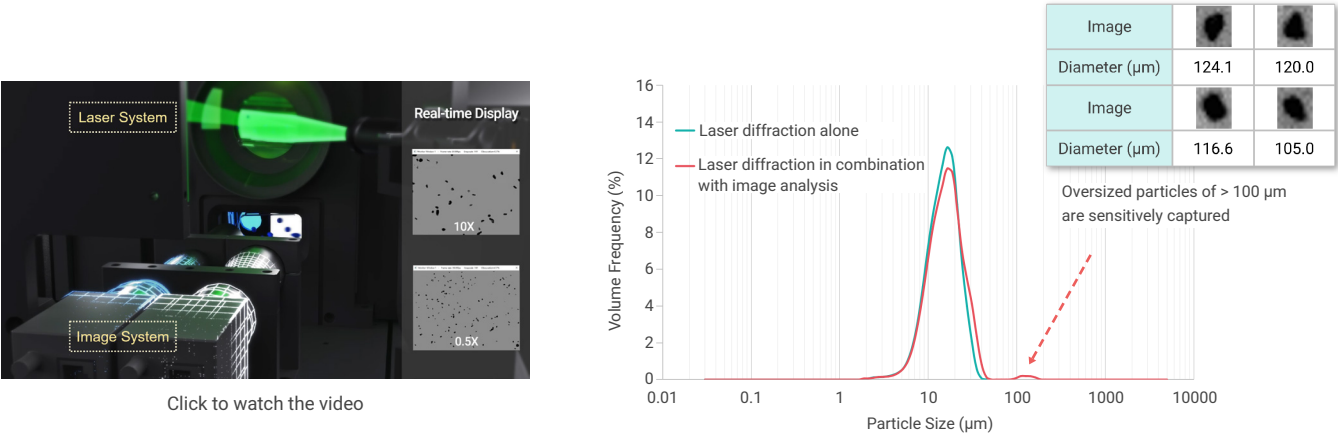 Laser System
Real-time Display
10X
0.5X
Image System
Click to watch the video
Image
Diameter (µm) 124.1 120.0
Image
Diameter (µm) 116.6 105.0
Oversized particles of > 100 µm
are sensitively captured
Laser diffraction alone
Laser diffraction in combination
with image analysis
Volume Frequency (%)
16
14
12
10
8
6
4
2
0
0.01 0.1 1 10 100 1000 10000
Particle Size (µm)